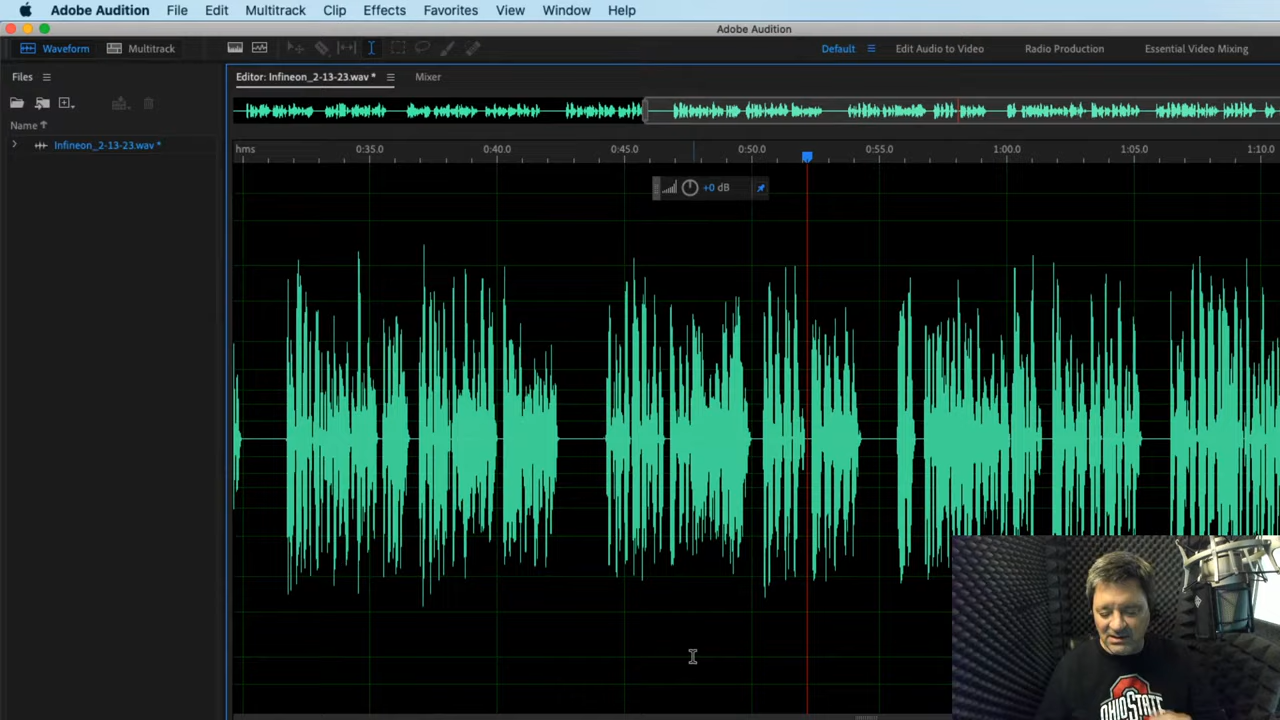 Adobe Audition File Edit Multitrack Clip Effects Favorites View Window Help
Adobe Audition
Waveform Multitrack Default Edit Audio to Video Radio Production Essential Video Mixing
Files Editor: Infineon_2-13-23.wav * Mixer
Name
hms 0:35.0 0:40.0 0:45.0 0:50.0 0:55.0 1:00.0 1:05.0 1:10.0
Infineon_2-13-23.wav *
+0 dB
OHIO STATE